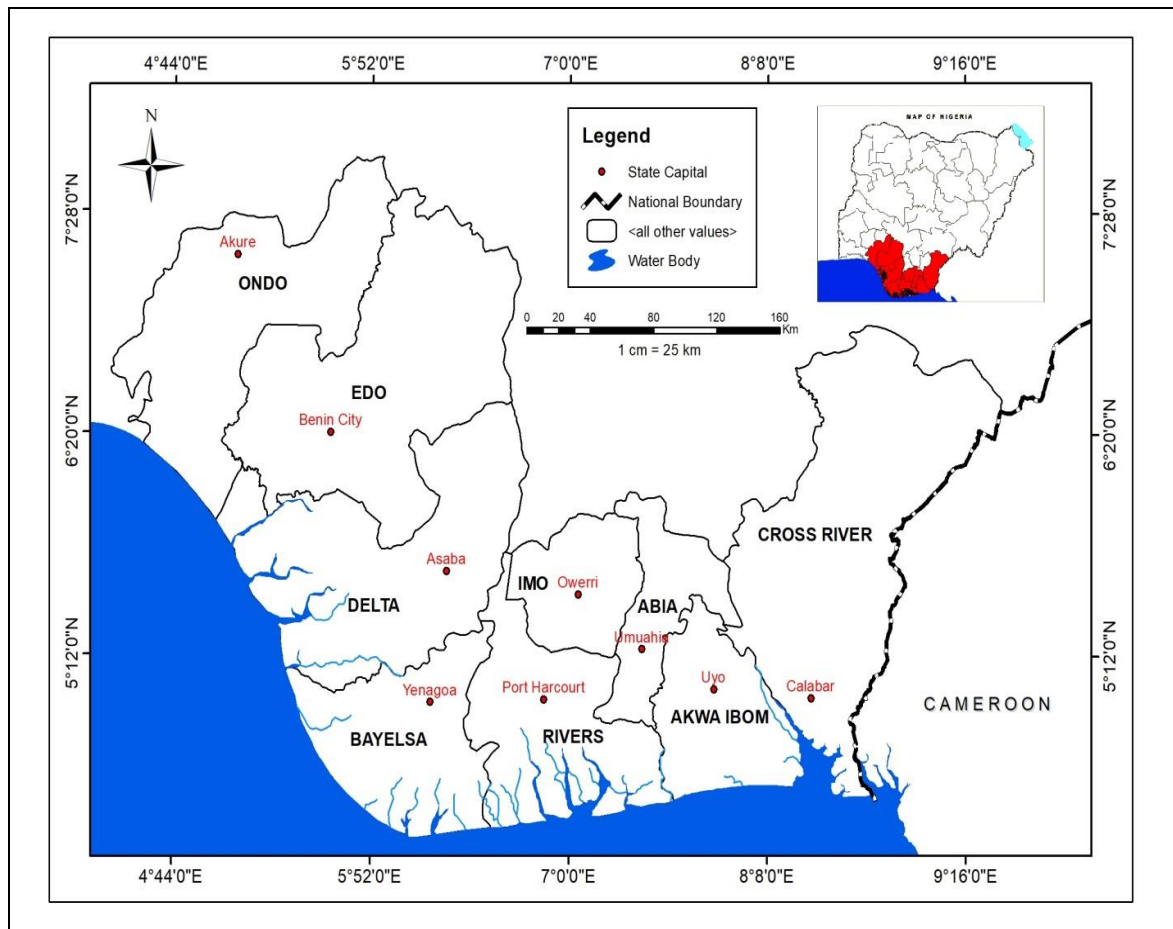 4°44'0"E 5°52'0"E 7°0'0"E 8°8'0"E 9°16'0"E
N
Legend
State Capital
National Boundary
<all other values>
Water Body
MAP OF NIGERIA
7°28'0"N
7°28'0"N
Akure
ONDO
0 10 20 40 80 120 160
Km
1 cm = 25 km
EDO
Benin City
6°20'0"N
6°20'0"N
CROSS RIVER
Asaba
IMO
Owerri
DELTA
ABIA
Umuahia
5°12'0"N
5°12'0"N
Yenagoa
Port Harcourt
Uyo
Calabar
CAMEROON
AKWA IBOM
BAYELSA
RIVERS
4°44'0"E 5°52'0"E 7°0'0"E 8°8'0"E 9°16'0"E